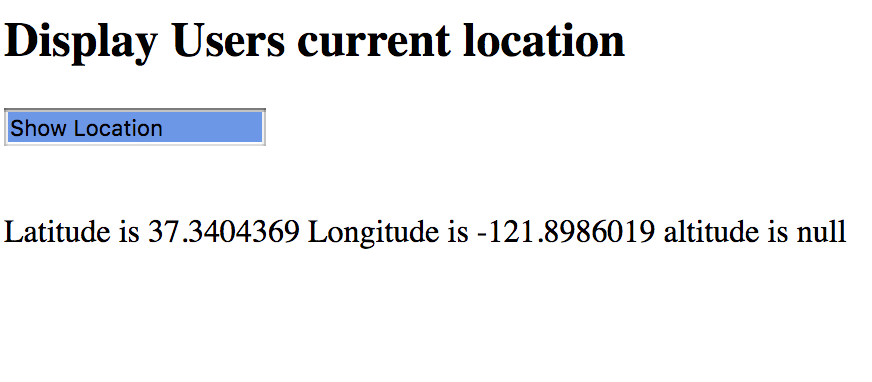 Display Users current location
Show Location
Latitude is 37.3404369 Longitude is -121.8986019 altitude is null